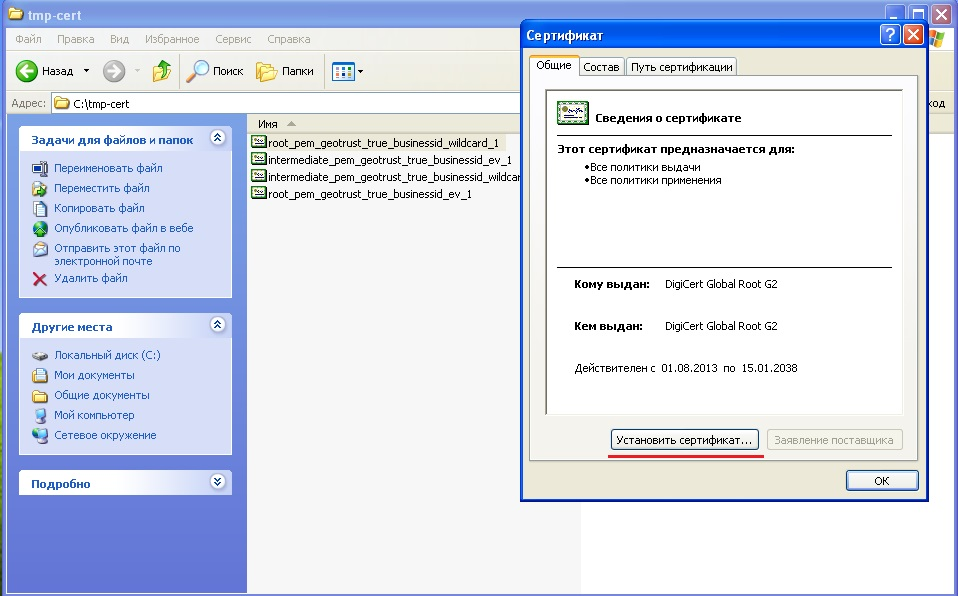 tmp-cert
Файл Правка Вид Избранное Сервис Справка
Назад Поиск Папки
Адрес: C:\tmp-cert
Задачи для файлов и папок
Переименовать файл
Переместить файл
Копировать файл
Опубликовать файл в вебе
Отправить этот файл по
электронной почте
Удалить файл
Другие места
Локальный диск (C:)
Мои документы
Общие документы
Мой компьютер
Сетевое окружение
Подробно
Имя
root_pem_geotrust_true_businessid_wildcard_1
intermediate_pem_geotrust_true_businessid_ev_1
intermediate_pem_geotrust_true_businessid_wildcar
root_pem_geotrust_true_businessid_ev_1
Сертификат
Общие Состав Путь сертификации
Сведения о сертификате
Этот сертификат предназначается для:
•Все политики выдачи
•Все политики применения
Кому выдан: DigiCert Global Root G2
Кем выдан: DigiCert Global Root G2
Действителен с 01.08.2013 по 15.01.2038
Установить сертификат... Заявление поставщика
ОК